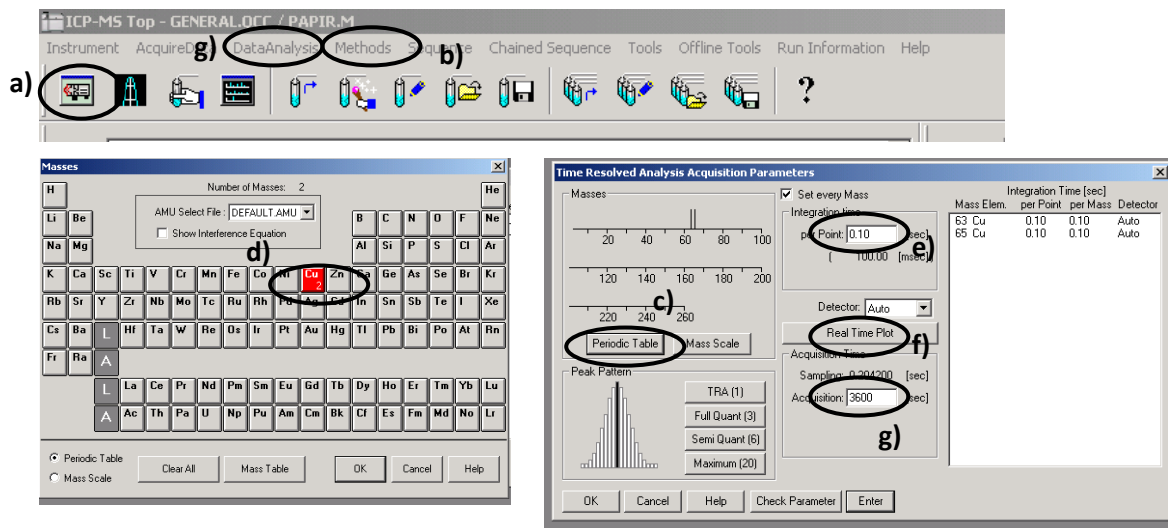 ICP-MS Top - GENERAL.OCC / PAPIR.M
Instrument AcquireData DataAnalysis Methods Sequence Chained Sequence Tools Offline Tools Run Information Help
g) b)
a)
?
Masses
Number of Masses: 2
AMU Select File : DEFAULT.AMU
Show Interference Equation
H He
Li Be B C N O F Ne
Na Mg Al Si P S Cl Ar
d)
K Ca Sc Ti V Cr Mn Fe Co Ni Cu Zn Ga Ge As Se Br Kr
2
Rb Sr Y Zr Nb Mo Tc Ru Rh Pd Ag Cd In Sn Sb Te I Xe
Cs Ba L Hf Ta W Re Os Ir Pt Au Hg Tl Pb Bi Po At Rn
Fr Ra A
L La Ce Pr Nd Pm Sm Eu Gd Tb Dy Ho Er Tm Yb Lu
A Ac Th Pa U Np Pu Am Cm Bk Cf Es Fm Md No Lr
Periodic Table
Mass Scale
Clear All Mass Table OK Cancel Help
Time Resolved Analysis Acquisition Parameters
Masses
20 40 60 80 100
120 140 160 180 200
220 240 260
c)
Periodic Table Mass Scale
Peak Pattern
TRA (1)
Full Quant (3)
Semi Quant (6)
Maximum (20)
Set every Mass
Integration time
per Point: 0.10 [sec]
e)
( 100.00 [msec])
Detector: Auto
Real Time Plot
f)
Acquisition Time
Sampling: 0.204200 [sec]
Acquisition: 3600 [sec]
g)
Integration Time [sec]
Mass Elem. per Point per Mass Detector
63 Cu 0.10 0.10 Auto
65 Cu 0.10 0.10 Auto
OK Cancel Help Check Parameter Enter